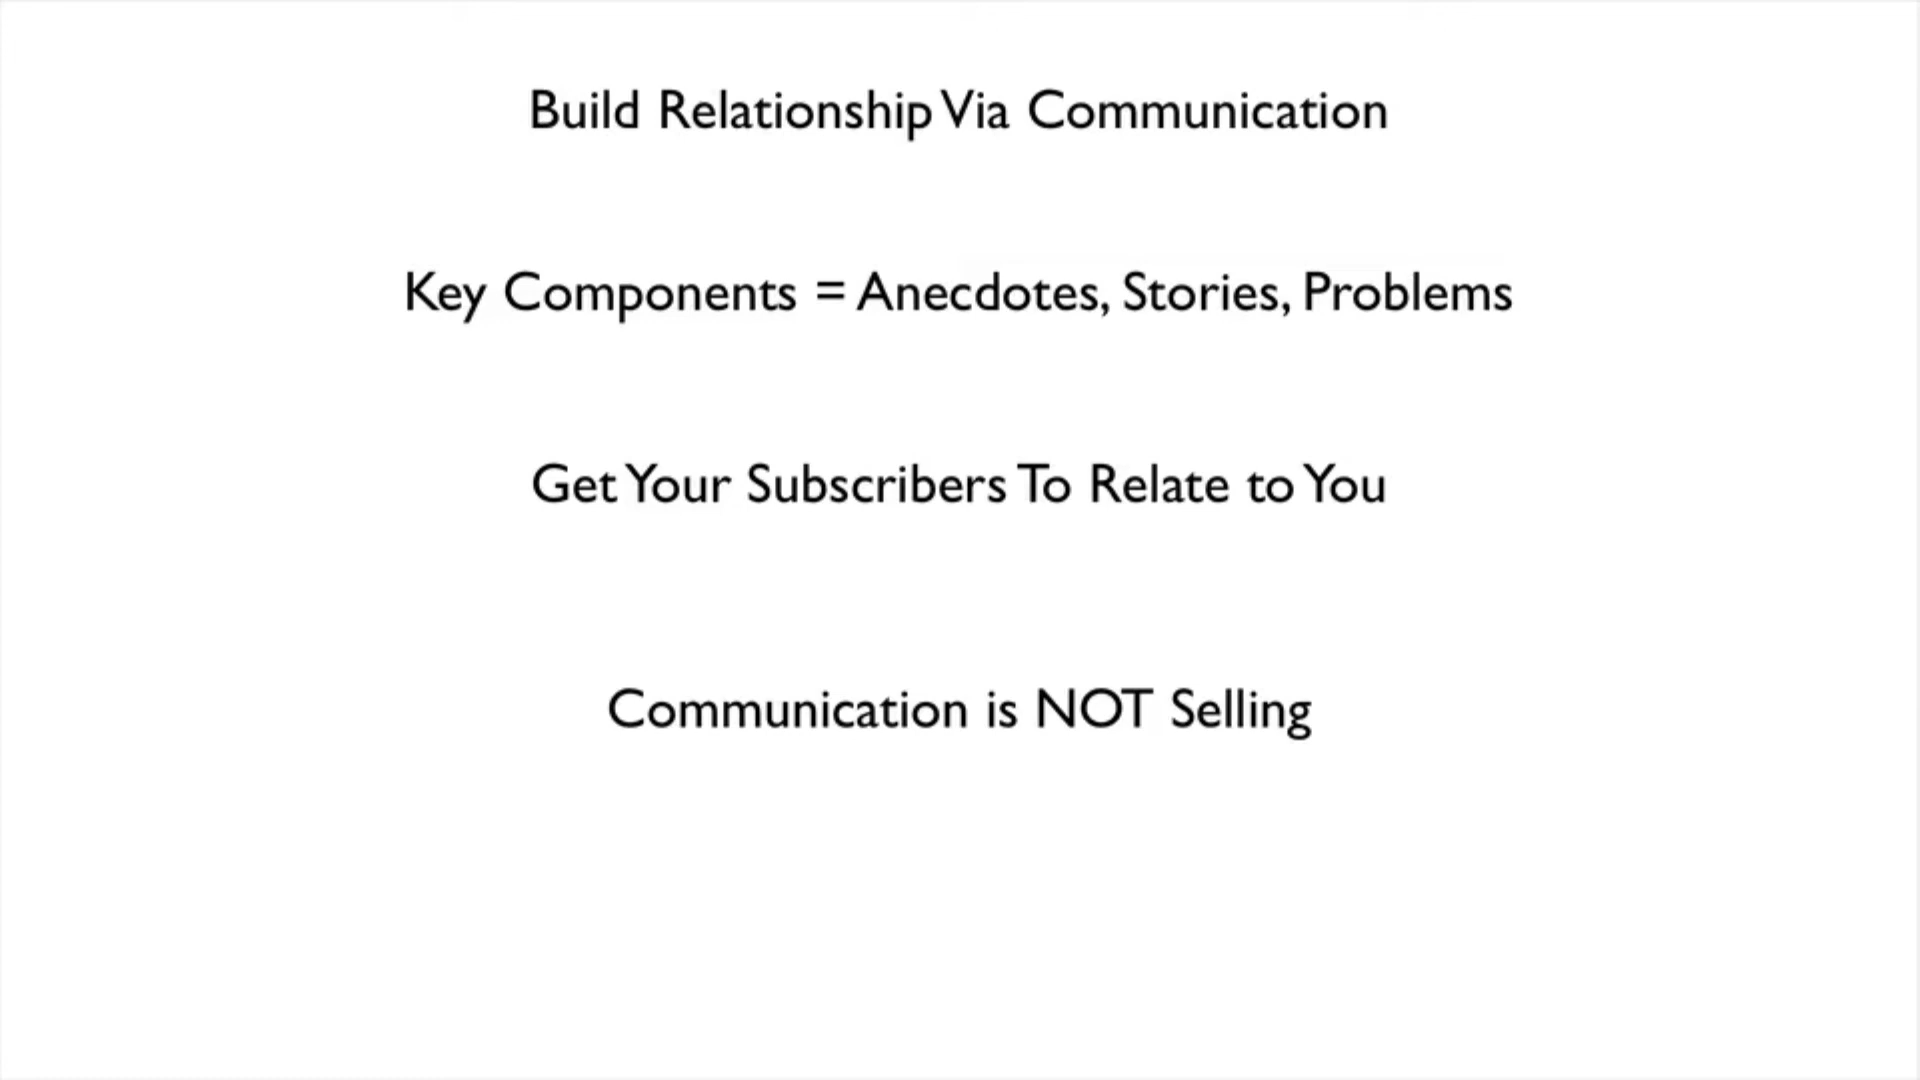 Build Relationship Via Communication
Key Components = Anecdotes, Stories, Problems
Get Your Subscribers To Relate to You
Communication is NOT Selling